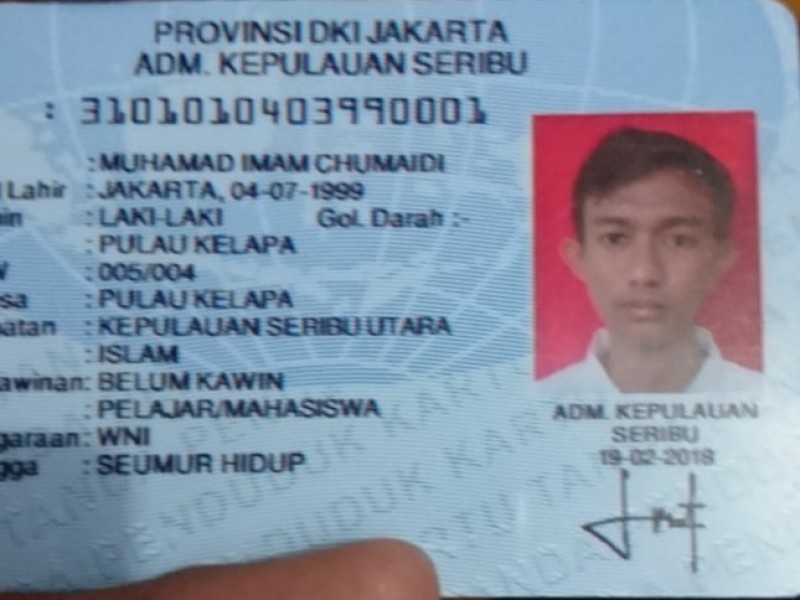 PROVINSI DKI JAKARTA
ADM. KEPULAUAN SERIBU
: 3101010403990001
: MUHAMAD IMAM CHUMAIDI
Lahir : JAKARTA, 04-07-1999
in : LAKI-LAKI Gol. Darah :-
: PULAU KELAPA
: 005/004
sa : PULAU KELAPA
atan : KEPULAUAN SERIBU UTARA
: ISLAM
awinan: BELUM KAWIN
: PELAJAR/MAHASISWA
garaan: WNI
gga : SEUMUR HIDUP
ADM. KEPULAUAN
SERIBU
19-02-2018